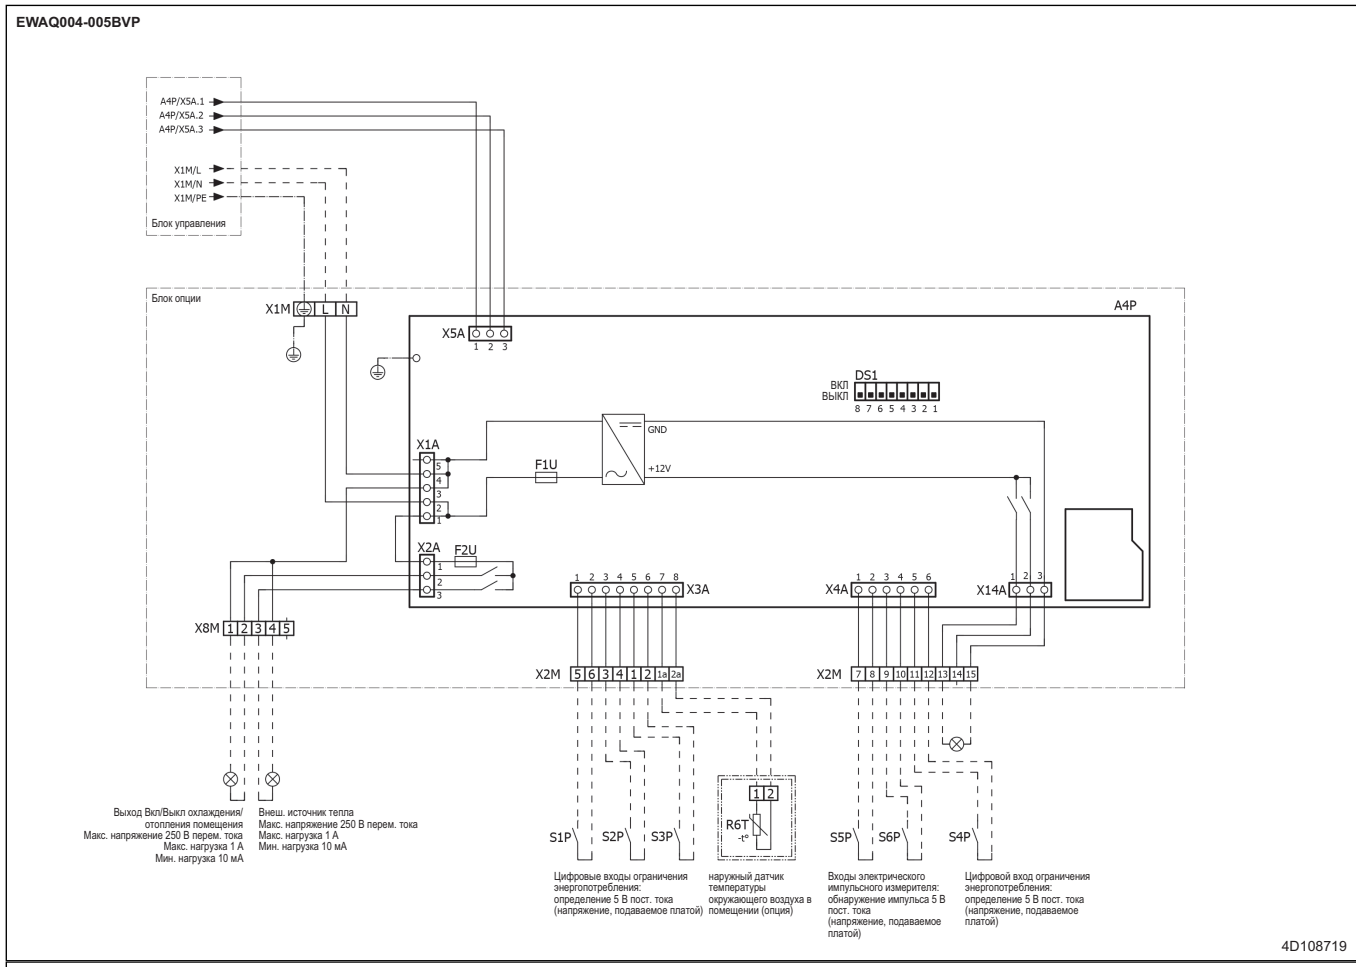 EWAQ004-005BVP
A4P/X5A.1
A4P/X5A.2
A4P/X5A.3
X1M/L
X1M/N
X1M/PE
Блок управления
Блок опции
X1M
L
N
A4P
X5A
1 2 3
DS1
ВКЛ
ВЫКЛ
8 7 6 5 4 3 2 1
GND
+12V
X1A
5
4
3
2
1
F1U
X2A
F2U
1
2
3
1 2 3 4 5 6 7 8
X3A
1 2 3 4 5 6
X4A
1 2 3
X14A
X8M 1 2 3 4 5
X2M 5 6 3 4 1 2 1a 2a
X2M 7 8 9 10 11 12 13 14 15
1 2
R6T
-t°
S1P
S2P
S3P
S5P
S6P
S4P
Выход Вкл/Выкл охлаждения/
отопления помещения
Макс. напряжение 250 В перем. тока
Макс. нагрузка 1 А
Мин. нагрузка 10 мА
Внеш. источник тепла
Макс. напряжение 250 В перем. тока
Макс. нагрузка 1 А
Мин. нагрузка 10 мА
Цифровые входы ограничения
энергопотребления:
определение 5 В пост. тока
(напряжение, подаваемое платой)
наружный датчик
температуры
окружающего воздуха в
помещении (опция)
Входы электрического
импульсного измерителя:
обнаружение импульса 5 В
пост. тока
(напряжение, подаваемое
платой)
Цифровой вход ограничения
энергопотребления:
определение 5 В пост. тока
(напряжение, подаваемое
платой)
4D108719